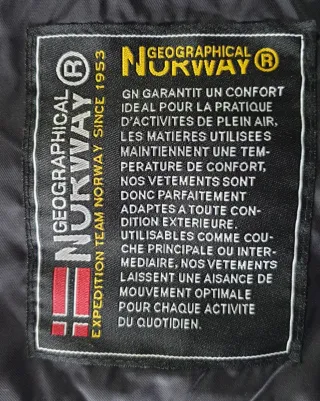 GEOGRAPHICAL
NORWAY®
EXPEDITION TEAM NORWAY SINCE 1953
GEOGRAPHICAL
NORWAY®
GN GARANTIT UN CONFORT
IDEAL POUR LA PRATIQUE
D'ACTIVITES DE PLEIN AIR,
LES MATIERES UTILISEES
MAINTIENNENT UNE TEM-
PERATURE DE CONFORT,
NOS VETEMENTS SONT
DONC PARFAITEMENT
ADAPTES A TOUTE CON-
DITION EXTERIEURE.
UTILISABLES COMME COU-
CHE PRINCIPALE OU INTER-
MEDIAIRE, NOS VETEMENTS
LAISSENT UNE AISANCE DE
MOUVEMENT OPTIMALE
POUR CHAQUE ACTIVITE
DU QUOTIDIEN.